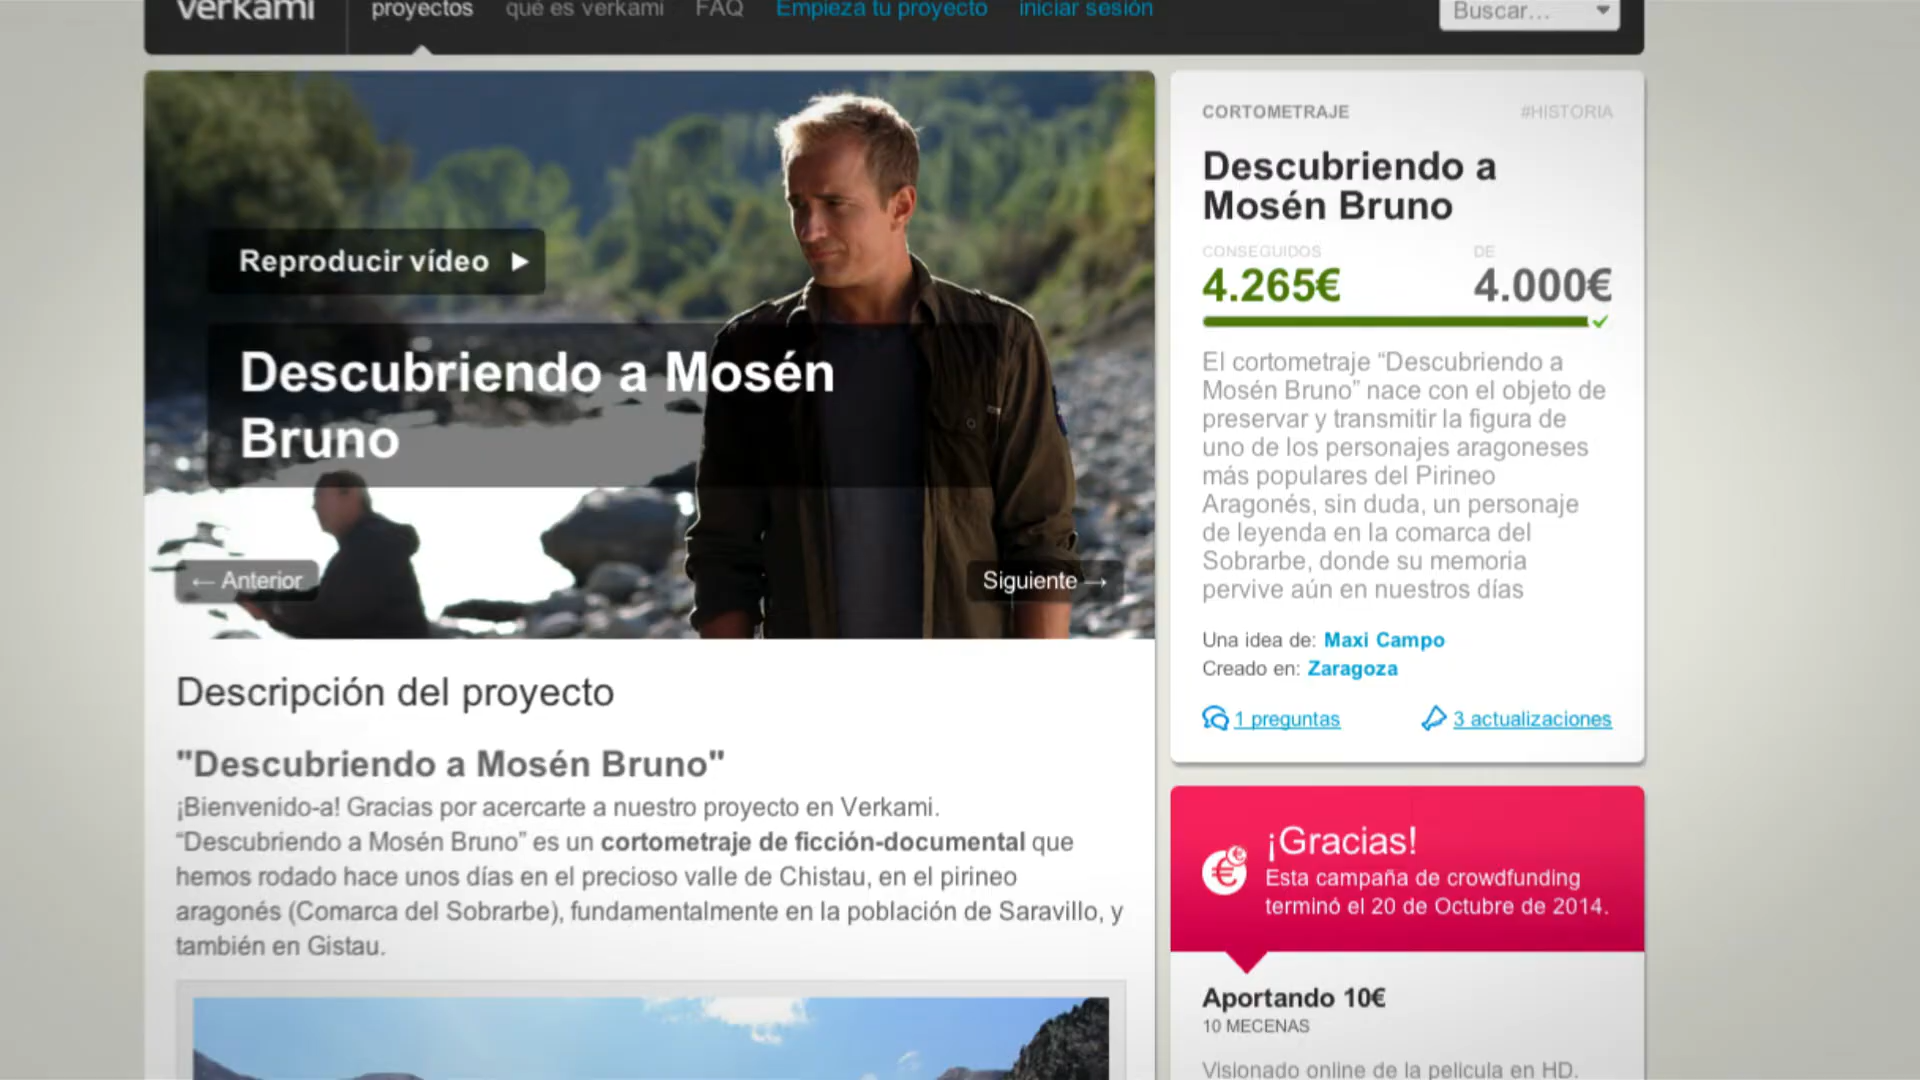 verkami
proyectos
qué es verkami
FAQ
Empieza tu proyecto
iniciar sesión
Buscar...
Reproducir vídeo
Descubriendo a Mosén
Bruno
← Anterior
Siguiente →
Descripción del proyecto
"Descubriendo a Mosén Bruno"
¡Bienvenido-a! Gracias por acercarte a nuestro proyecto en Verkami.
“Descubriendo a Mosén Bruno” es un cortometraje de ficción-documental que
hemos rodado hace unos días en el precioso valle de Chistau, en el pirineo
aragonés (Comarca del Sobrarbe), fundamentalmente en la población de Saravillo, y
también en Gistau.
CORTOMETRAJE
#HISTORIA
Descubriendo a
Mosén Bruno
CONSEGUIDOS
DE
4.265€
4.000€
El cortometraje “Descubriendo a
Mosén Bruno” nace con el objeto de
preservar y transmitir la figura de
uno de los personajes aragoneses
más populares del Pirineo
Aragonés, sin duda, un personaje
de leyenda en la comarca del
Sobrarbe, donde su memoria
pervive aún en nuestros días
Una idea de: Maxi Campo
Creado en: Zaragoza
1 preguntas
3 actualizaciones
¡Gracias!
Esta campaña de crowdfunding
terminó el 20 de Octubre de 2014.
Aportando 10€
10 MECENAS
Visionado online de la pelicula en HD.